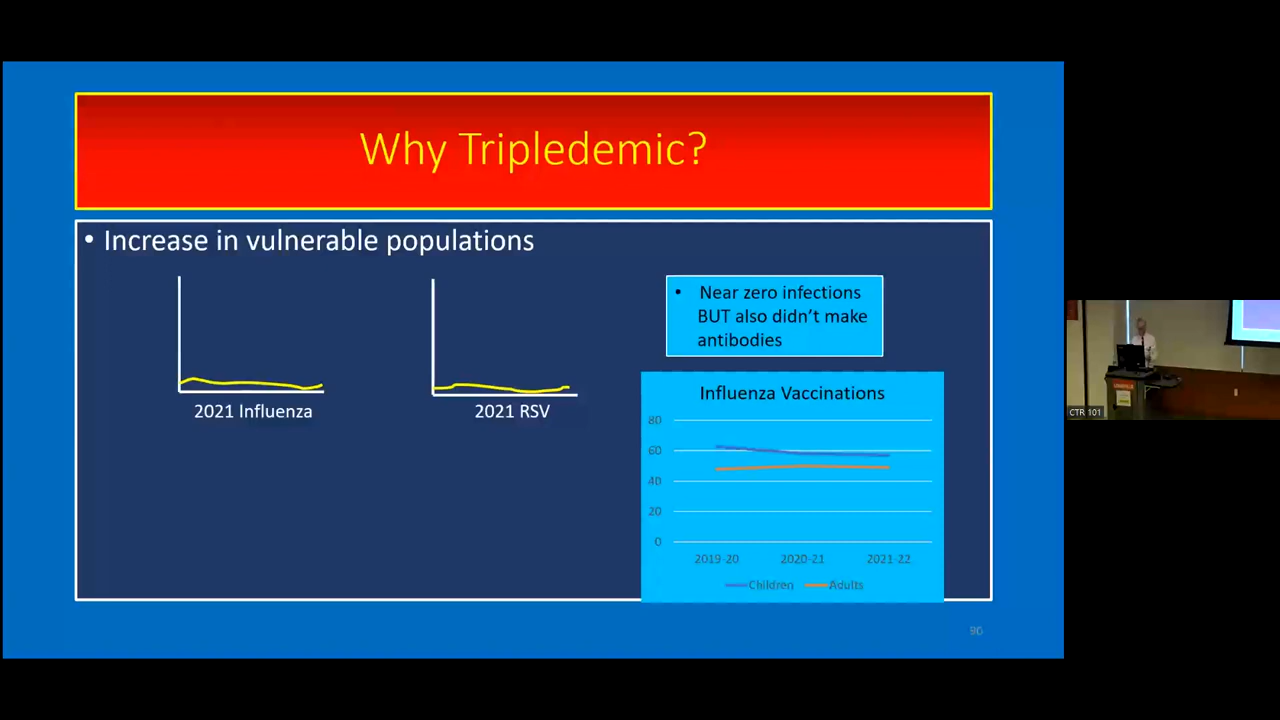 Why Tripledemic?
• Increase in vulnerable populations
2021 Influenza
2021 RSV
• Near zero infections
BUT also didn't make
antibodies
Influenza Vaccinations
80
60
40
20
0
2019-20 2020-21 2021-22
Children Adults
90
CTR 101